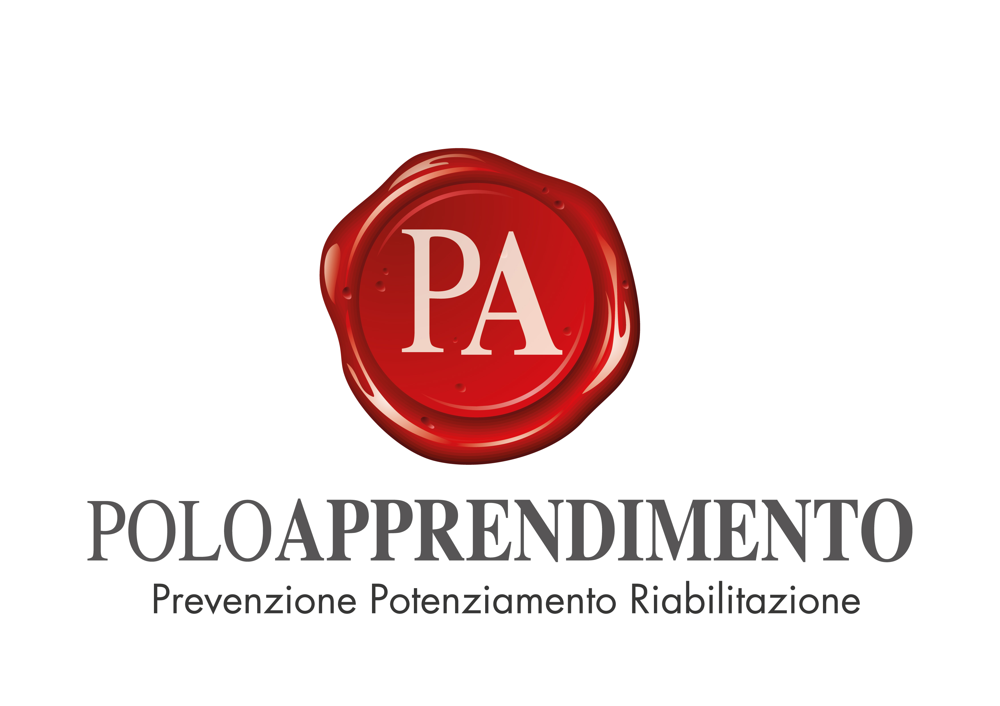 PA
POLOAPPRENDIMENTO
Prevenzione Potenziamento Riabilitazione